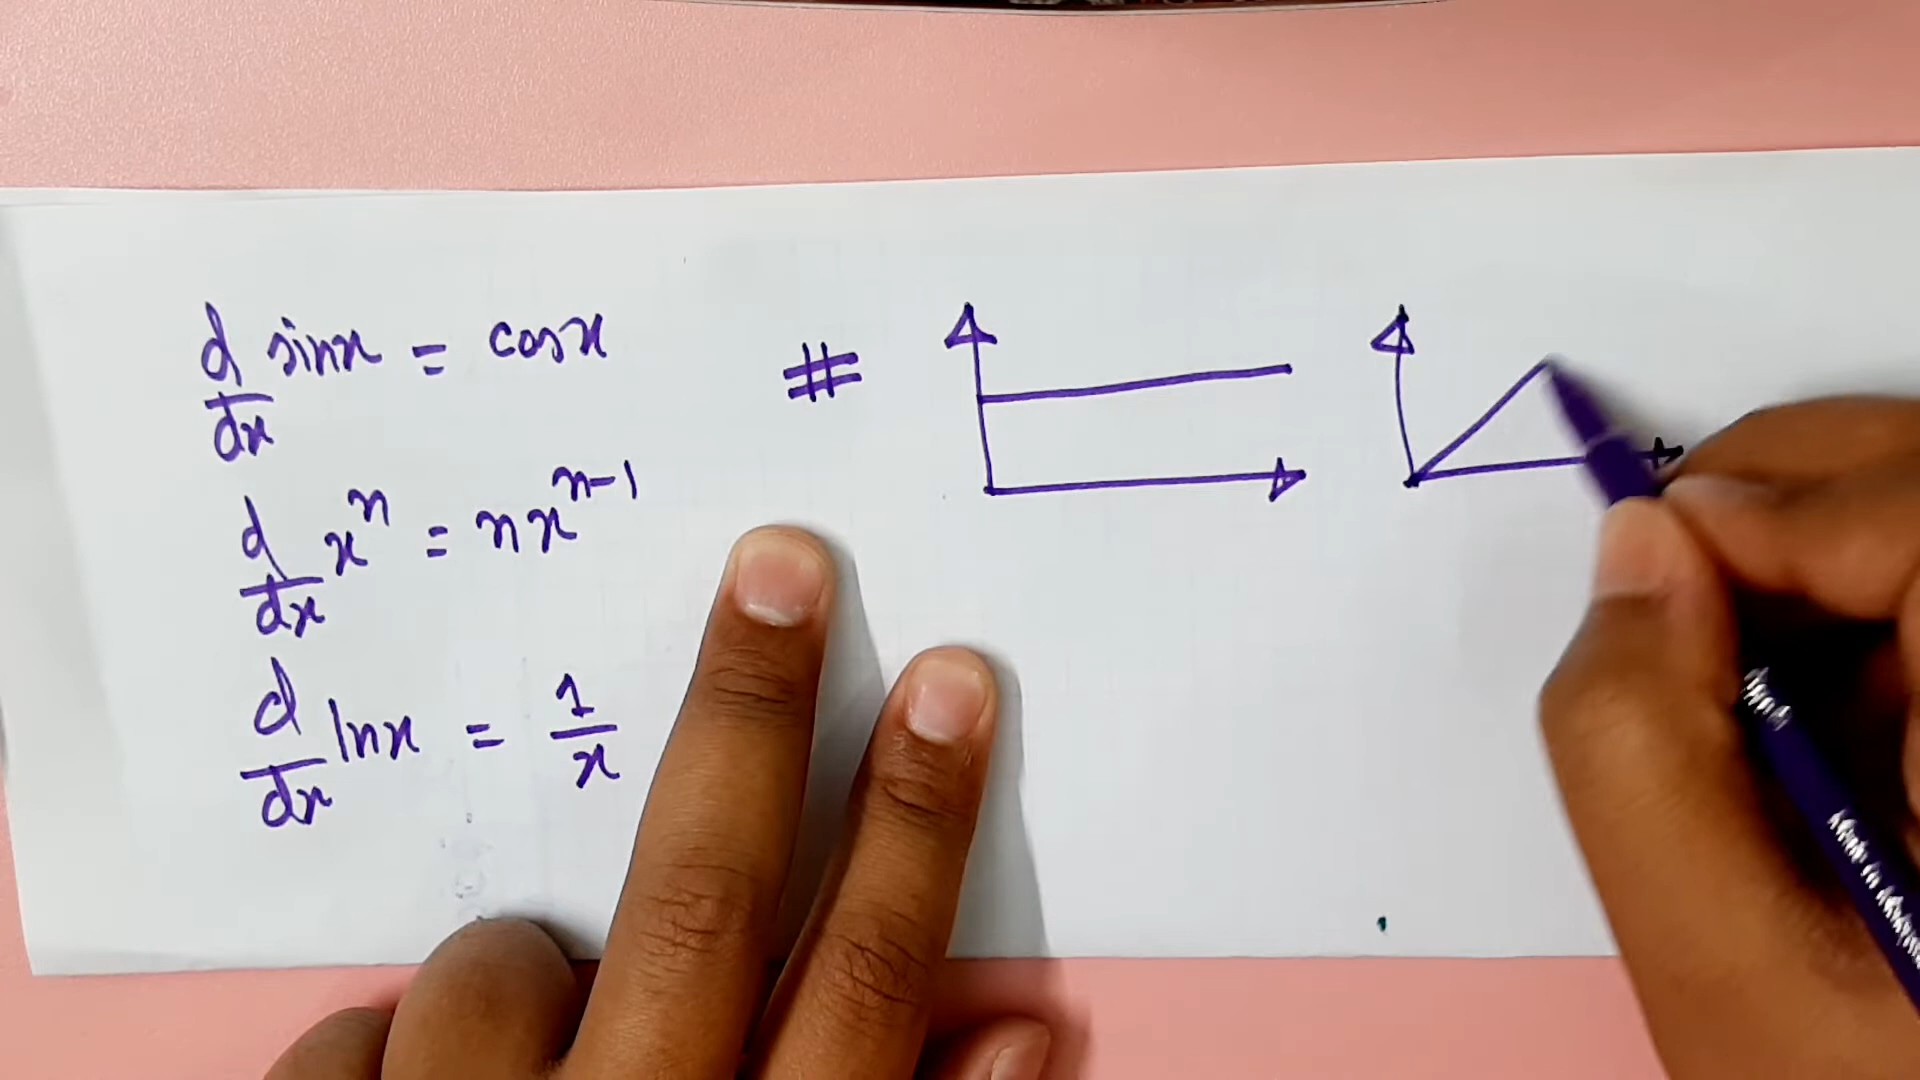 d/dx sinx = cosx
#
d/dx x^n = nx^(n-1)
d/dx lnx = 1/x